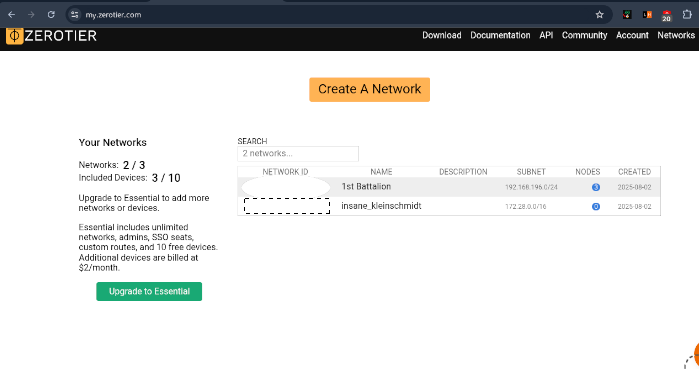 my.zerotier.com
20
ZEROTIER
Download Documentation API Community Account Networks
Create A Network
Your Networks
Networks: 2 / 3
Included Devices: 3 / 10
Upgrade to Essential to add more
networks or devices.
Essential includes unlimited
networks, admins, SSO seats,
custom routes, and 10 free devices.
Additional devices are billed at
$2/month.
Upgrade to Essential
SEARCH
2 networks...
NETWORK ID NAME DESCRIPTION SUBNET NODES CREATED
1st Battalion 192.168.196.0/24 3 2025-08-02
insane_kleinschmidt 172.28.0.0/16 0 2025-08-02